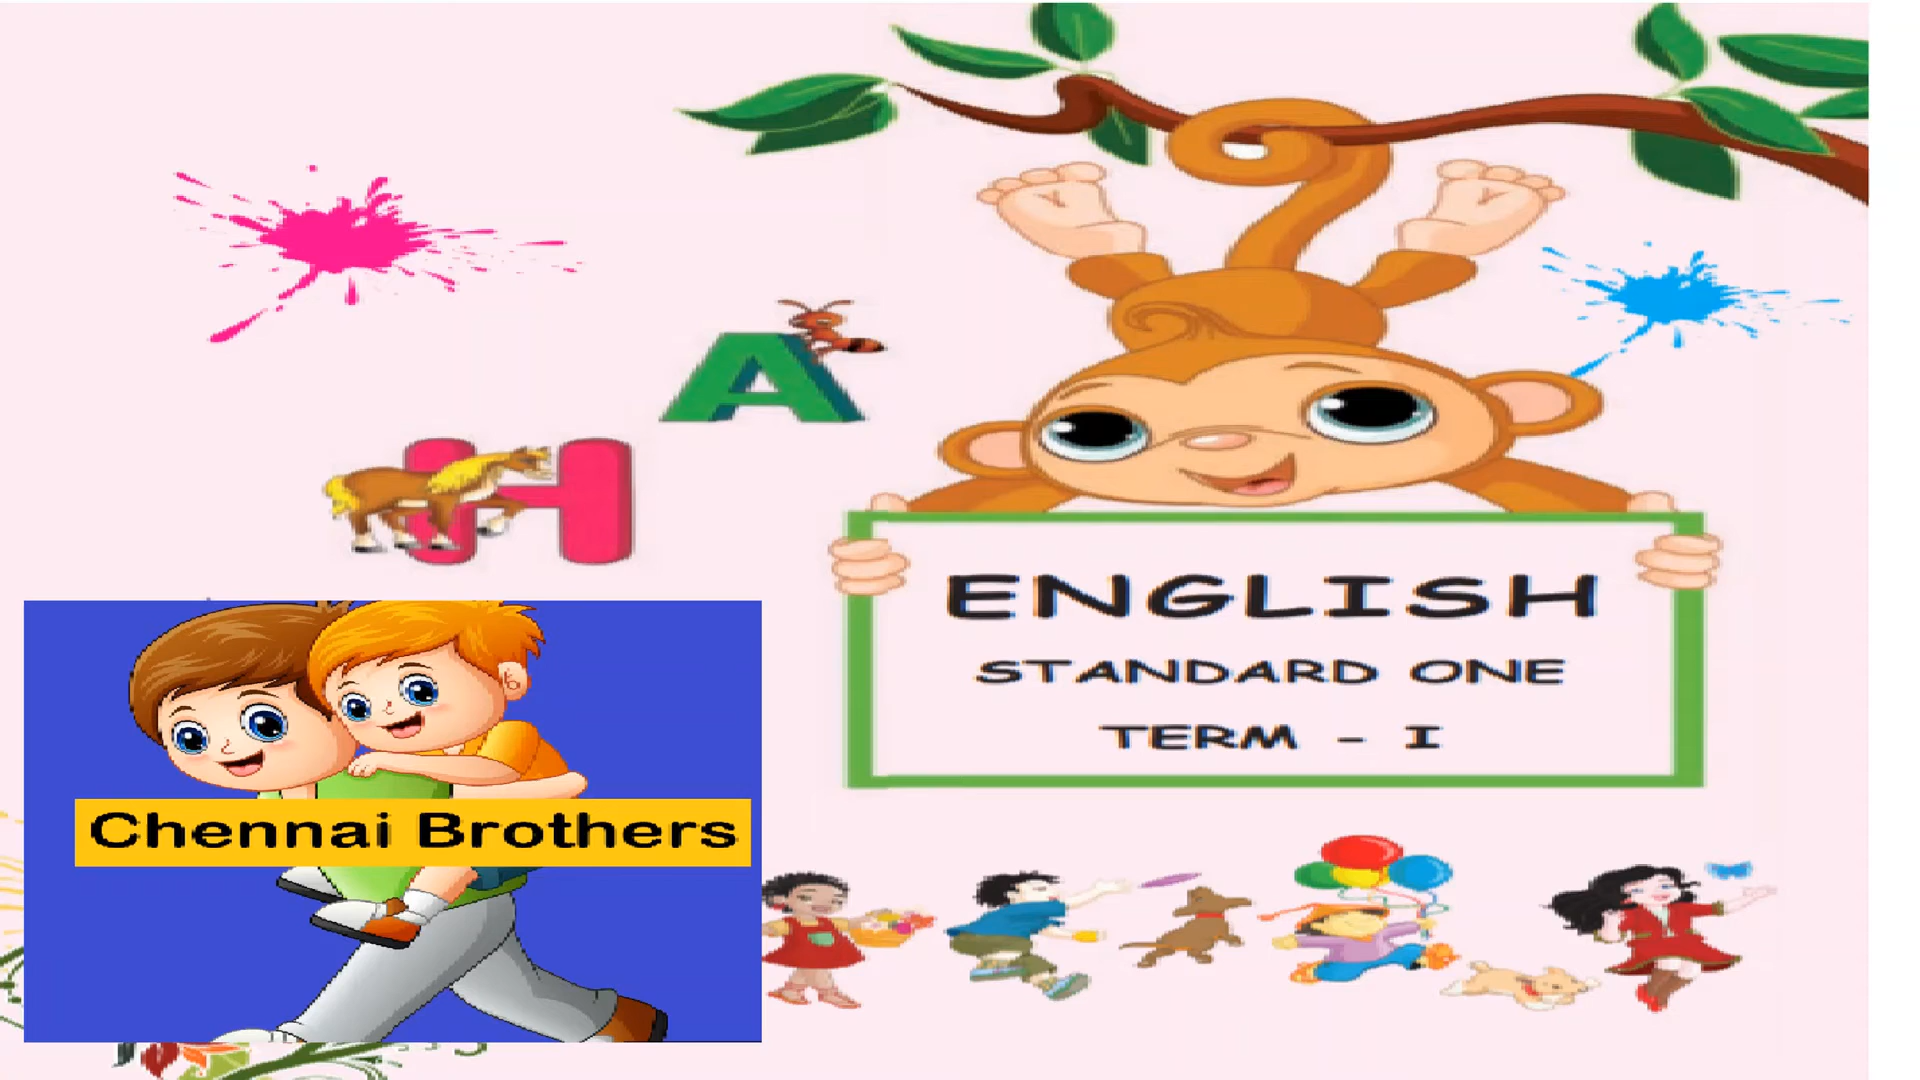 A
H
ENGLISH
STANDARD ONE
TERM - I
Chennai Brothers